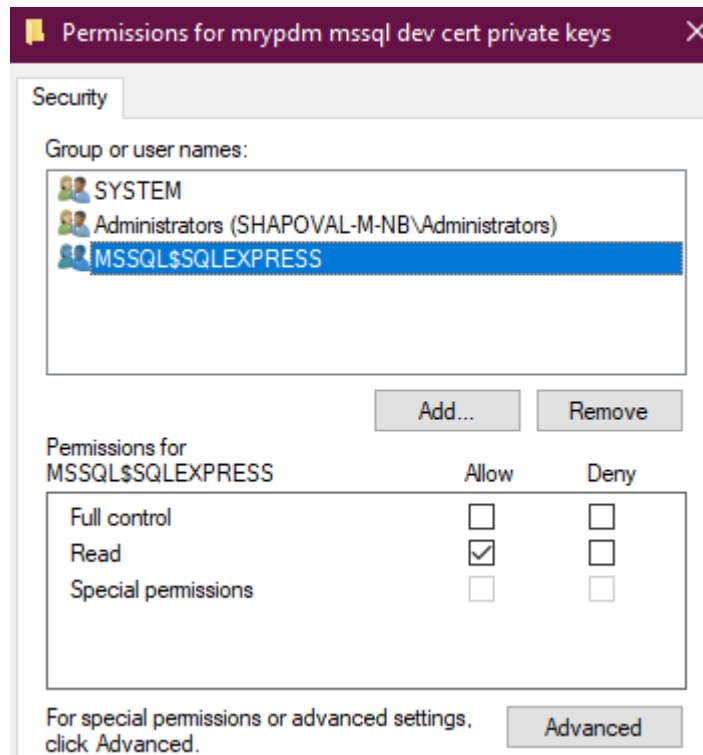 Permissions for mrypdm mssql dev cert private keys
Security
Group or user names:
SYSTEM
Administrators (SHAPOVAL-M-NB\Administrators)
MSSQL$SQLEXPRESS
Add... Remove
Permissions for
MSSQL$SQLEXPRESS Allow Deny
Full control
Read
Special permissions
For special permissions or advanced settings,
click Advanced.
Advanced